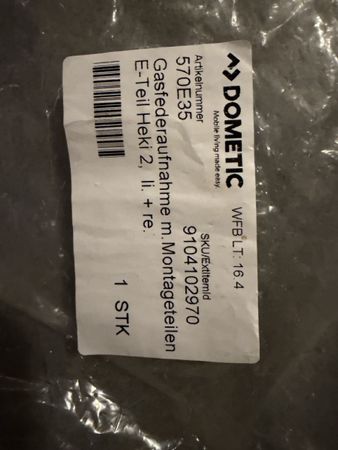 DOMETIC
Mobile living made easy.
WFB LT: 16.4
Artikelnummer
570E35
SKU/ExtItemId
9104102970
Gasfederaufnahme m.Montageteilen
E-Teil Heki 2, li. + re.
1 STK